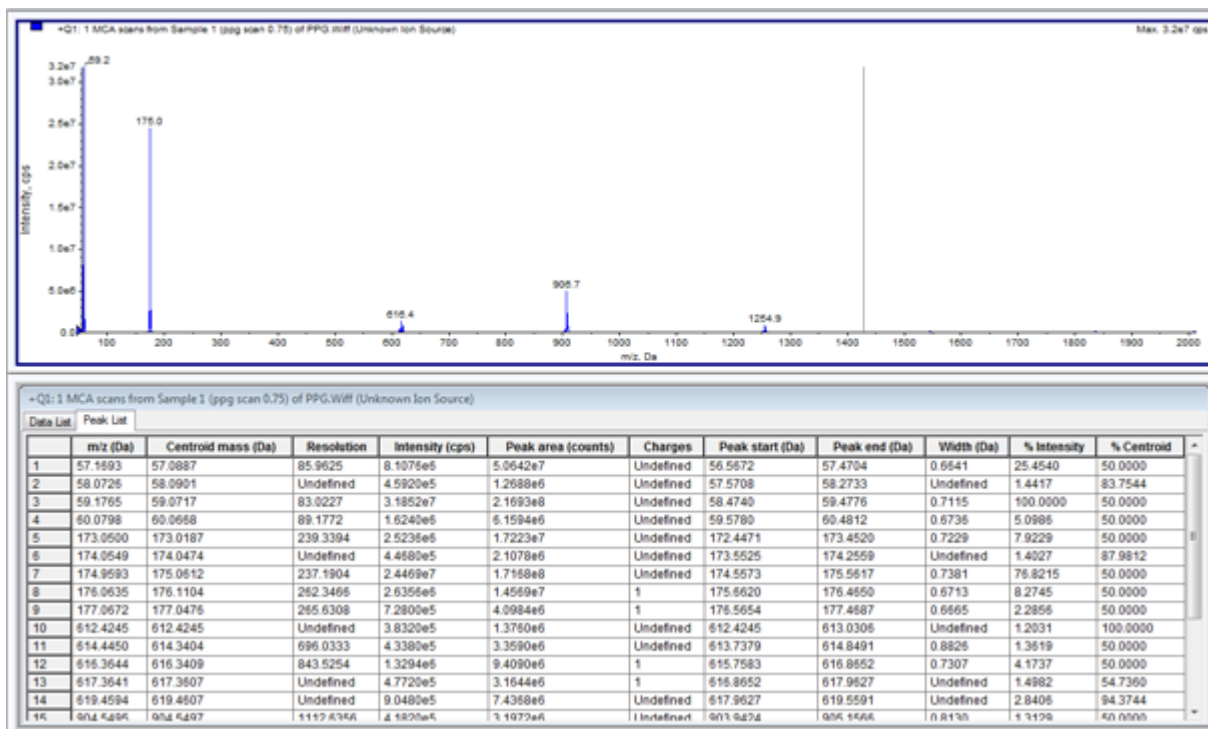 +Q1: 1 MCA scans from Sample 1 (ppg scan 0.75) of PPG.Wiff (Unknown Ion Source) Max. 3.2e7 cps
3.2e7 59.2
3.0e7
2.5e7 175.0
2.0e7
1.5e7
1.0e7
5.0e6 906.7
616.4 1254.9
0.0
100 200 300 400 500 600 700 800 900 1000 1100 1200 1300 1400 1500 1600 1700 1800 1900 2000
m/z, Da
Intensity, cps
+Q1: 1 MCA scans from Sample 1 (ppg scan 0.75) of PPG.Wiff (Unknown Ion Source)
Data List Peak List
m/z (Da) Centroid mass (Da) Resolution Intensity (cps) Peak area (counts) Charges Peak start (Da) Peak end (Da) Width (Da) % Intensity % Centroid
1 57.1693 57.0887 85.9625 8.1076e6 5.0642e7 Undefined 56.5672 57.4704 0.6641 25.4540 50.0000
2 58.0726 58.0901 Undefined 4.5920e5 1.2688e6 Undefined 57.5708 58.2733 Undefined 1.4417 83.7544
3 59.1765 59.0717 83.0227 3.1852e7 2.1693e8 Undefined 58.4740 59.4776 0.7115 100.0000 50.0000
4 60.0798 60.0668 89.1772 1.6240e6 6.1594e6 Undefined 59.5780 60.4812 0.6736 5.0986 50.0000
5 173.0500 173.0187 239.3394 2.5236e6 1.7223e7 Undefined 172.4471 173.4520 0.7229 7.9229 50.0000
6 174.0549 174.0474 Undefined 4.4680e5 2.1078e6 Undefined 173.5525 174.2559 Undefined 1.4027 87.9812
7 174.9593 175.0612 237.1904 2.4469e7 1.7168e8 Undefined 174.5573 175.5617 0.7381 76.8215 50.0000
8 176.0635 176.1104 262.3466 2.6356e6 1.4569e7 1 175.6620 176.4650 0.6713 8.2745 50.0000
9 177.0672 177.0476 265.6308 7.2800e5 4.0984e6 1 176.5654 177.4687 0.6665 2.2856 50.0000
10 612.4245 612.4245 Undefined 3.8320e5 1.3760e6 Undefined 612.4245 613.0306 Undefined 1.2031 100.0000
11 614.4450 614.3404 696.0333 4.3380e5 3.3590e6 Undefined 613.7379 614.8491 0.8826 1.3619 50.0000
12 616.3644 616.3409 843.5254 1.3294e6 9.4090e6 1 615.7583 616.8652 0.7307 4.1737 50.0000
13 617.3641 617.3607 Undefined 4.7720e5 3.1644e6 1 616.8652 617.9627 Undefined 1.4982 54.7360
14 619.4594 619.4607 Undefined 9.0480e5 7.4368e6 Undefined 617.9627 619.5591 Undefined 2.8406 94.3744
15 904.5495 904.5497 1112.6356 4.1820e5 3.1972e6 Undefined 903.9424 905.1566 0.8130 1.3129 50.0000